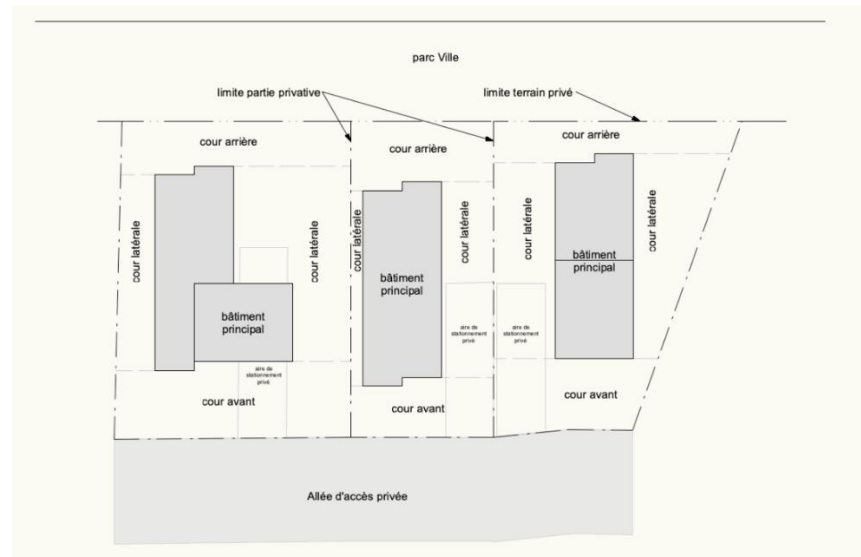 parc Ville
limite partie privative
limite terrain privé
cour arrière
cour arrière
cour arrière
cour latérale
cour latérale
cour latérale
cour latérale
cour latérale
cour latérale
bâtiment
principal
bâtiment
principal
bâtiment
principal
aire de
stationnement
privé
aire de
stationnement
privé
aire de
stationnement
privé
cour avant
cour avant
cour avant
Allée d'accès privée